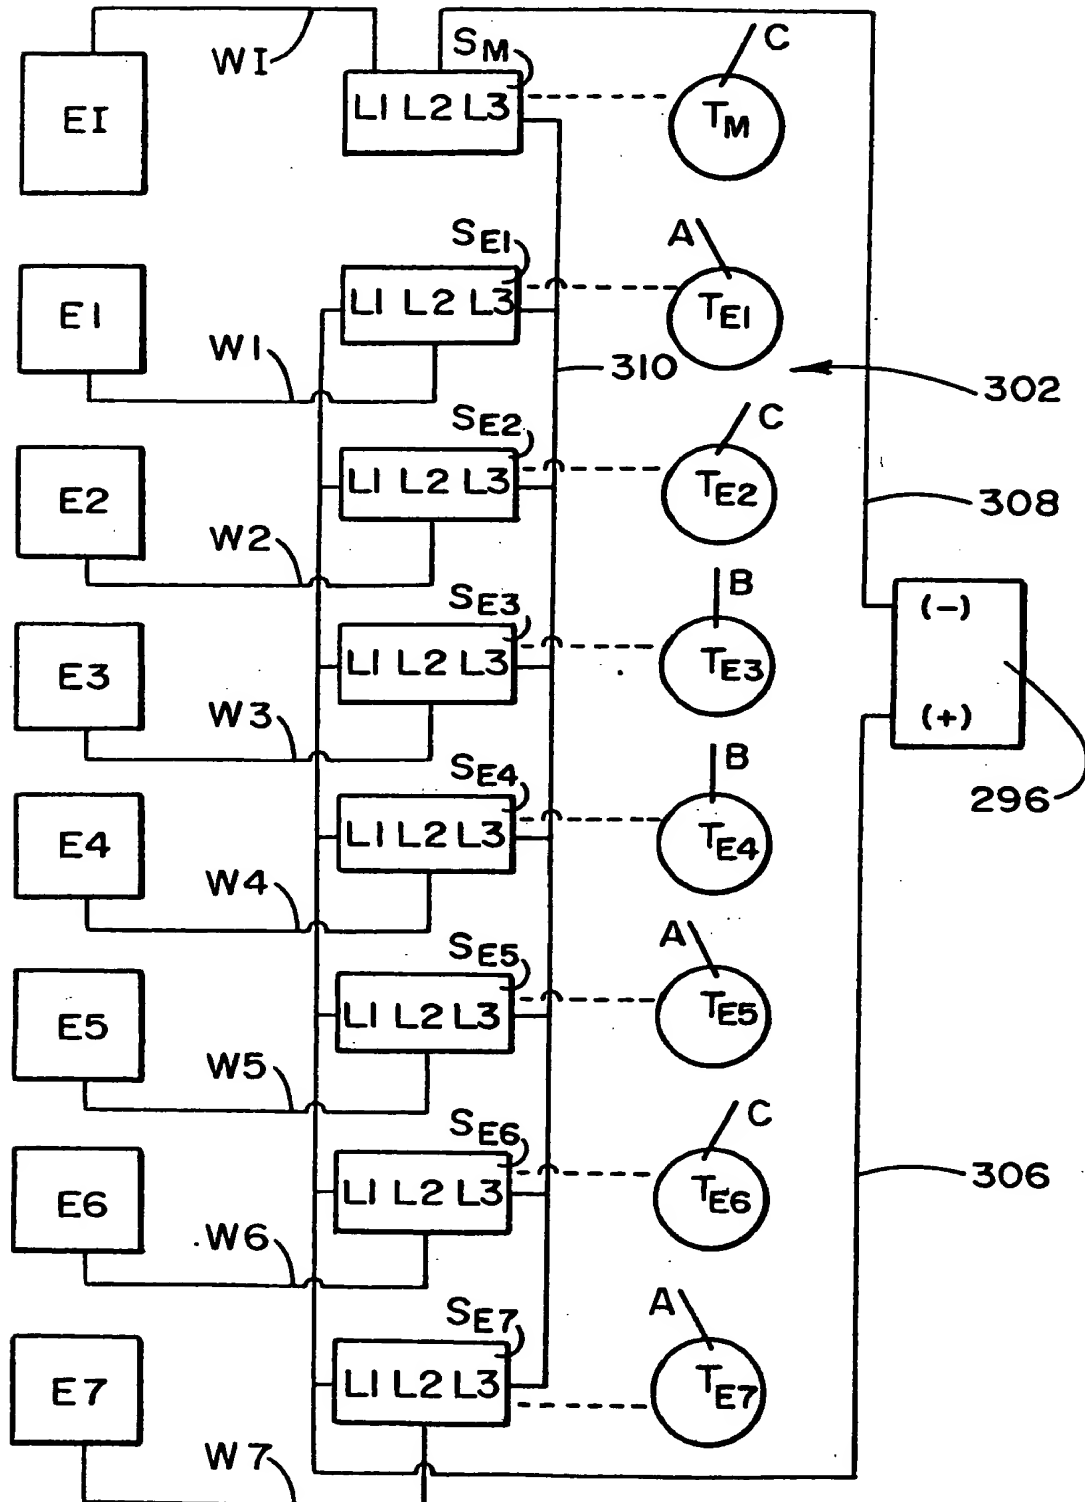 WI
SM
C
EI
L1 L2 L3
TM
SE1
A
E1
L1 L2 L3
TE1
W1
310
302
SE2
C
E2
L1 L2 L3
TE2
308
W2
SE3
B
(-)
E3
L1 L2 L3
TE3
W3
(+)
SE4
B
296
E4
L1 L2 L3
TE4
W4
SE5
A
E5
L1 L2 L3
TE5
W5
SE6
C
306
E6
L1 L2 L3
TE6
W6
SE7
A
E7
L1 L2 L3
TE7
W7